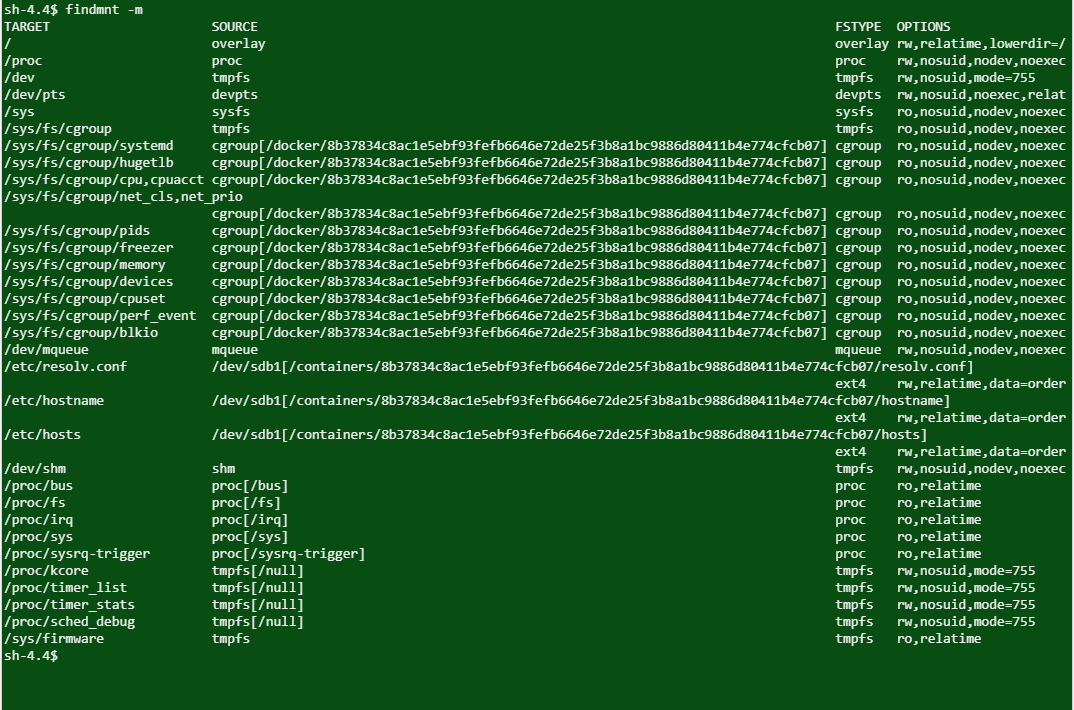 sh-4.4$ findmnt -m
TARGET SOURCE FSTYPE OPTIONS
/ overlay overlay rw,relatime,lowerdir=/
/proc proc proc rw,nosuid,nodev,noexec
/dev tmpfs tmpfs rw,nosuid,mode=755
/dev/pts devpts devpts rw,nosuid,noexec,relat
/sys sysfs sysfs ro,nosuid,nodev,noexec
/sys/fs/cgroup tmpfs tmpfs ro,nosuid,nodev,noexec
/sys/fs/cgroup/systemd cgroup[/docker/8b37834c8ac1e5ebf93fefb6646e72de25f3b8a1bc9886d80411b4e774cfcb07] cgroup ro,nosuid,nodev,noexec
/sys/fs/cgroup/hugetlb cgroup[/docker/8b37834c8ac1e5ebf93fefb6646e72de25f3b8a1bc9886d80411b4e774cfcb07] cgroup ro,nosuid,nodev,noexec
/sys/fs/cgroup/cpu,cpuacct cgroup[/docker/8b37834c8ac1e5ebf93fefb6646e72de25f3b8a1bc9886d80411b4e774cfcb07] cgroup ro,nosuid,nodev,noexec
/sys/fs/cgroup/net_cls,net_prio
cgroup[/docker/8b37834c8ac1e5ebf93fefb6646e72de25f3b8a1bc9886d80411b4e774cfcb07] cgroup ro,nosuid,nodev,noexec
/sys/fs/cgroup/pids cgroup[/docker/8b37834c8ac1e5ebf93fefb6646e72de25f3b8a1bc9886d80411b4e774cfcb07] cgroup ro,nosuid,nodev,noexec
/sys/fs/cgroup/freezer cgroup[/docker/8b37834c8ac1e5ebf93fefb6646e72de25f3b8a1bc9886d80411b4e774cfcb07] cgroup ro,nosuid,nodev,noexec
/sys/fs/cgroup/memory cgroup[/docker/8b37834c8ac1e5ebf93fefb6646e72de25f3b8a1bc9886d80411b4e774cfcb07] cgroup ro,nosuid,nodev,noexec
/sys/fs/cgroup/devices cgroup[/docker/8b37834c8ac1e5ebf93fefb6646e72de25f3b8a1bc9886d80411b4e774cfcb07] cgroup ro,nosuid,nodev,noexec
/sys/fs/cgroup/cpuset cgroup[/docker/8b37834c8ac1e5ebf93fefb6646e72de25f3b8a1bc9886d80411b4e774cfcb07] cgroup ro,nosuid,nodev,noexec
/sys/fs/cgroup/perf_event cgroup[/docker/8b37834c8ac1e5ebf93fefb6646e72de25f3b8a1bc9886d80411b4e774cfcb07] cgroup ro,nosuid,nodev,noexec
/sys/fs/cgroup/blkio cgroup[/docker/8b37834c8ac1e5ebf93fefb6646e72de25f3b8a1bc9886d80411b4e774cfcb07] cgroup ro,nosuid,nodev,noexec
/dev/mqueue mqueue mqueue rw,nosuid,nodev,noexec
/etc/resolv.conf /dev/sdb1[/containers/8b37834c8ac1e5ebf93fefb6646e72de25f3b8a1bc9886d80411b4e774cfcb07/resolv.conf]
ext4 rw,relatime,data=order
/etc/hostname /dev/sdb1[/containers/8b37834c8ac1e5ebf93fefb6646e72de25f3b8a1bc9886d80411b4e774cfcb07/hostname]
ext4 rw,relatime,data=order
/etc/hosts /dev/sdb1[/containers/8b37834c8ac1e5ebf93fefb6646e72de25f3b8a1bc9886d80411b4e774cfcb07/hosts]
ext4 rw,relatime,data=order
/dev/shm shm tmpfs rw,nosuid,nodev,noexec
/proc/bus proc[/bus] proc ro,relatime
/proc/fs proc[/fs] proc ro,relatime
/proc/irq proc[/irq] proc ro,relatime
/proc/sys proc[/sys] proc ro,relatime
/proc/sysrq-trigger proc[/sysrq-trigger] proc ro,relatime
/proc/kcore tmpfs[/null] tmpfs rw,nosuid,mode=755
/proc/timer_list tmpfs[/null] tmpfs rw,nosuid,mode=755
/proc/timer_stats tmpfs[/null] tmpfs rw,nosuid,mode=755
/proc/sched_debug tmpfs[/null] tmpfs rw,nosuid,mode=755
/sys/firmware tmpfs tmpfs ro,relatime
sh-4.4$